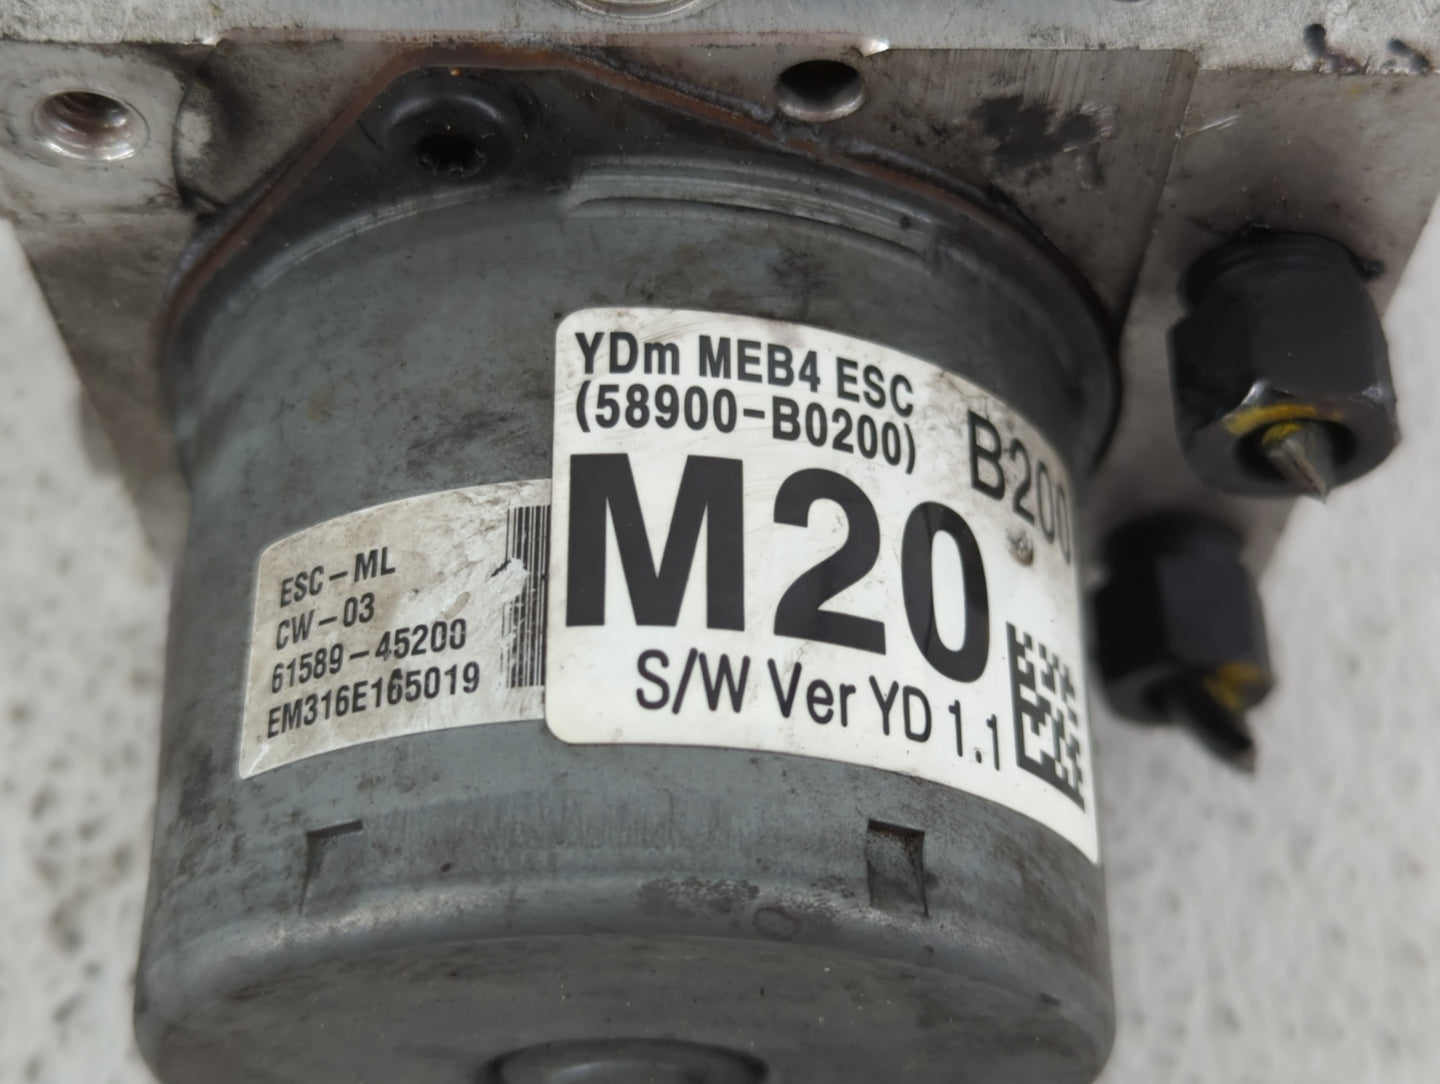 YDm MEB4 ESC
(58900-B0200)
B200
M20
S/W Ver YD 1.1
ESC-ML
CW-03
61589-45200
EM316E165019